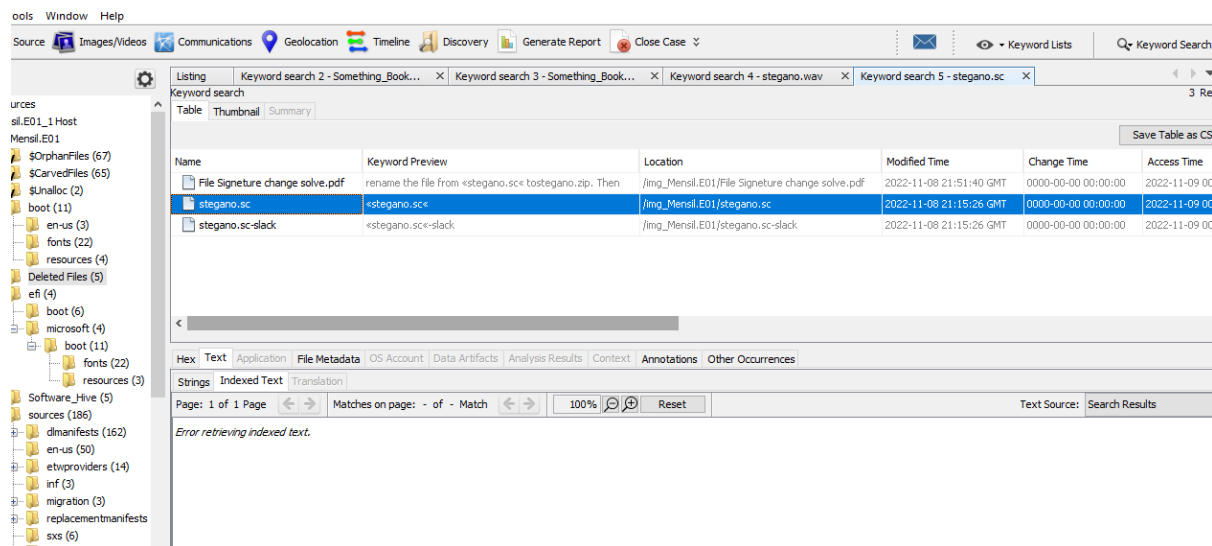 ools Window Help
Source Images/Videos Communications Geolocation Timeline Discovery Generate Report Close Case Keyword Lists Keyword Search
Listing Keyword search 2 - Something_Book... Keyword search 3 - Something_Book... Keyword search 4 - stegano.wav Keyword search 5 - stegano.sc
Keyword search 3 Re
Table Thumbnail Summary
Save Table as CS
Name Keyword Preview Location Modified Time Change Time Access Time
File Signeture change solve.pdf rename the file from «stegano.sc« tostegano.zip. Then /img_Mensil.E01/File Signeture change solve.pdf 2022-11-08 21:51:40 GMT 0000-00-00 00:00:00 2022-11-09 00
stegano.sc «stegano.sc« /img_Mensil.E01/stegano.sc 2022-11-08 21:15:26 GMT 0000-00-00 00:00:00 2022-11-09 00
stegano.sc-slack «stegano.sc«-slack /img_Mensil.E01/stegano.sc-slack 2022-11-08 21:15:26 GMT 0000-00-00 00:00:00 2022-11-09 00
urces
sil.E01_1 Host
Mensil.E01
$OrphanFiles (67)
$CarvedFiles (65)
$Unalloc (2)
boot (11)
en-us (3)
fonts (22)
resources (4)
Deleted Files (5)
efi (4)
boot (6)
microsoft (4)
boot (11)
fonts (22)
resources (3)
Software_Hive (5)
sources (186)
dlmanifests (162)
en-us (50)
etwproviders (14)
inf (3)
migration (3)
replacementmanifests
sxs (6)
Hex Text Application File Metadata OS Account Data Artifacts Analysis Results Context Annotations Other Occurrences
Strings Indexed Text Translation
Page: 1 of 1 Page Matches on page: - of - Match 100% Reset Text Source: Search Results
Error retrieving indexed text.